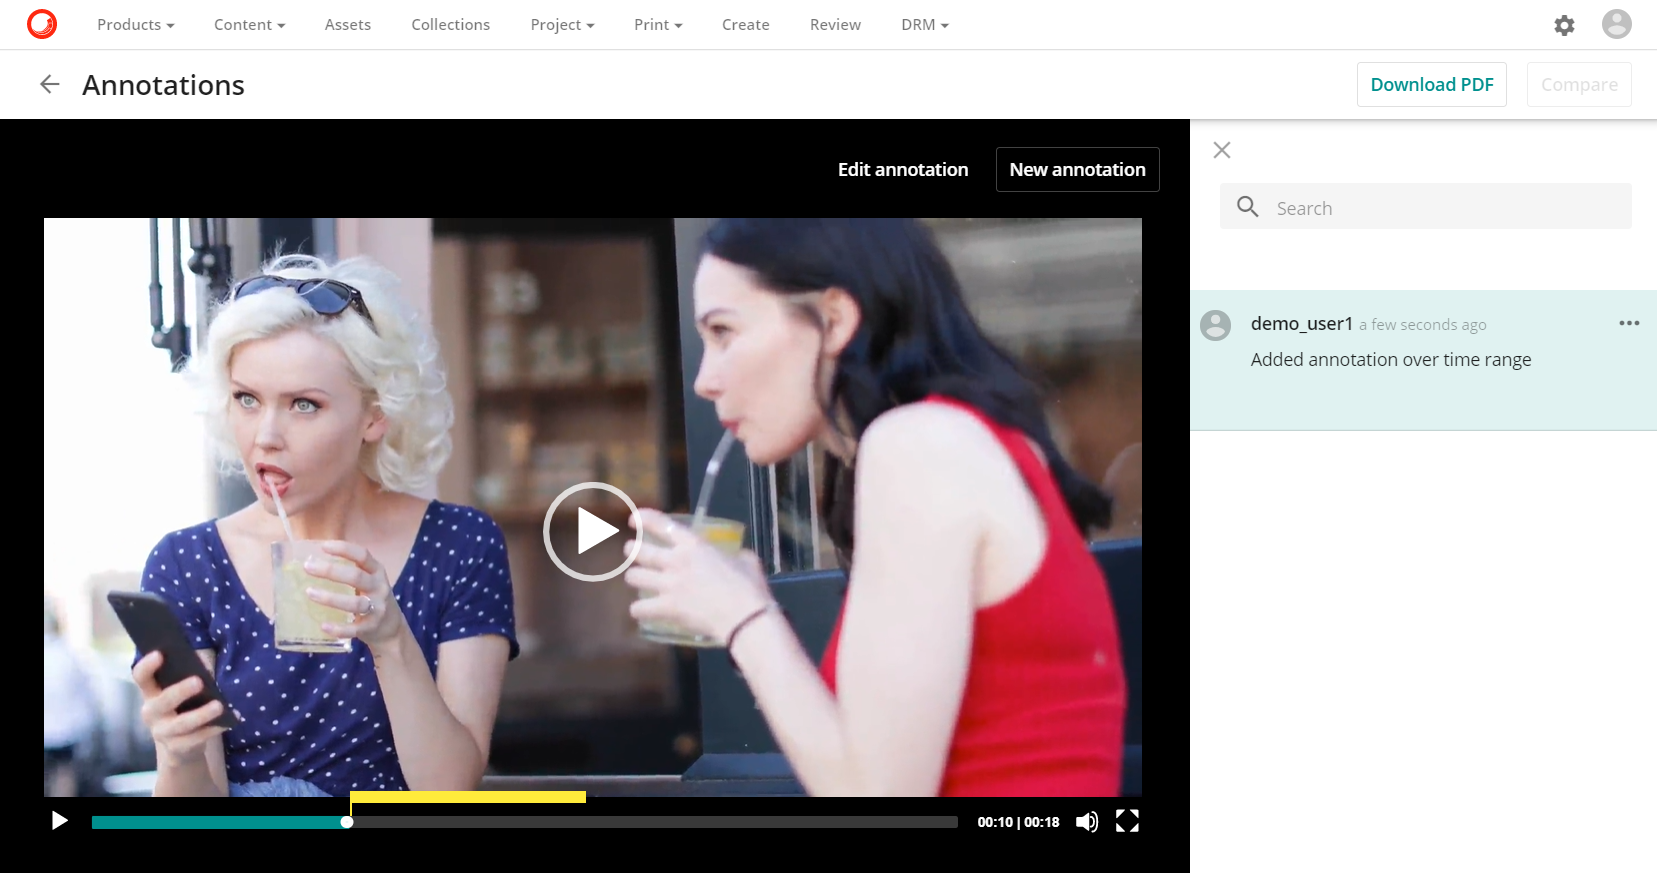 Products Content Assets Collections Project Print Create Review DRM
Annotations
Download PDF Compare
Edit annotation New annotation
Search
demo_user1 a few seconds ago
Added annotation over time range
39
00:10 | 00:18